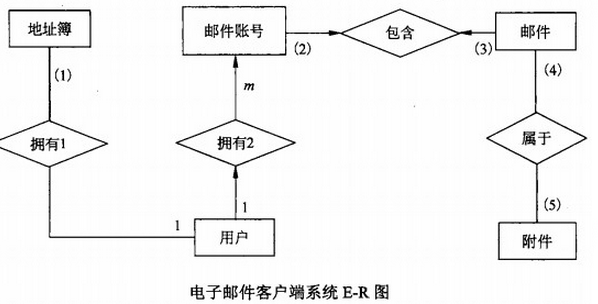 地址簿
邮件账号
(2)
包含
(3)
邮件
(1)
(4)
m
拥有1
拥有2
属于
1
1
(5)
用户
附件
电子邮件客户端系统 E-R 图